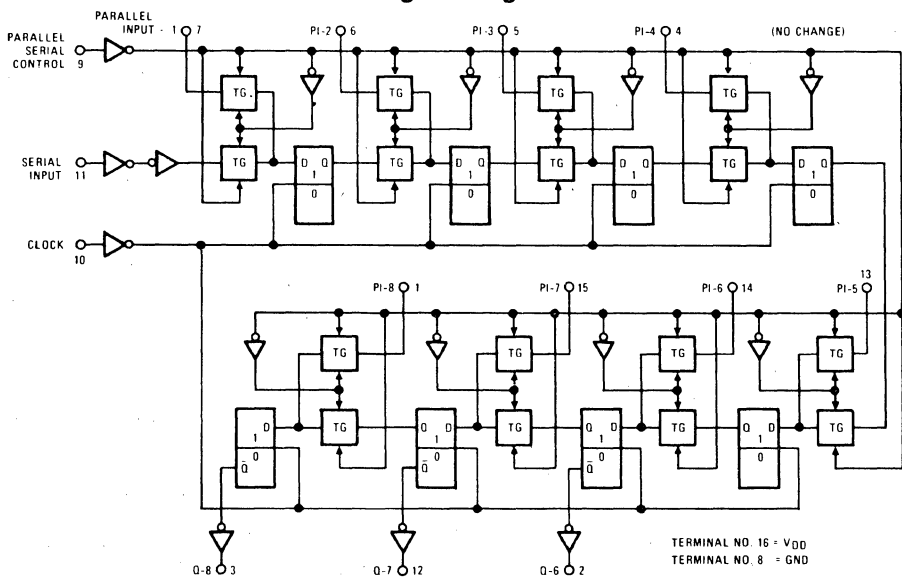 PARALLEL
INPUT - 1 7
PI-2 6
PI-3 5
PI-4 4
(NO CHANGE)
PARALLEL
SERIAL
CONTROL
9
TG.
TG
TG
TG
SERIAL
INPUT
11
TG
D
1
0
TG
D Q
1
0
TG
D Q
1
0
TG
D
1
0
CLOCK
10
PI-8 1
PI-7 15
PI-6 14
13
PI-5
TG
TG
TG
TG
D
1
0
Q̅
TG
Q D
1
0
Q̅
TG
Q D
1
0
Q̅
TG
Q D
1
0
TG
Q-8 3
Q-7 12
Q-6 2
TERMINAL NO. 16 = VDD
TERMINAL NO. 8 = GND